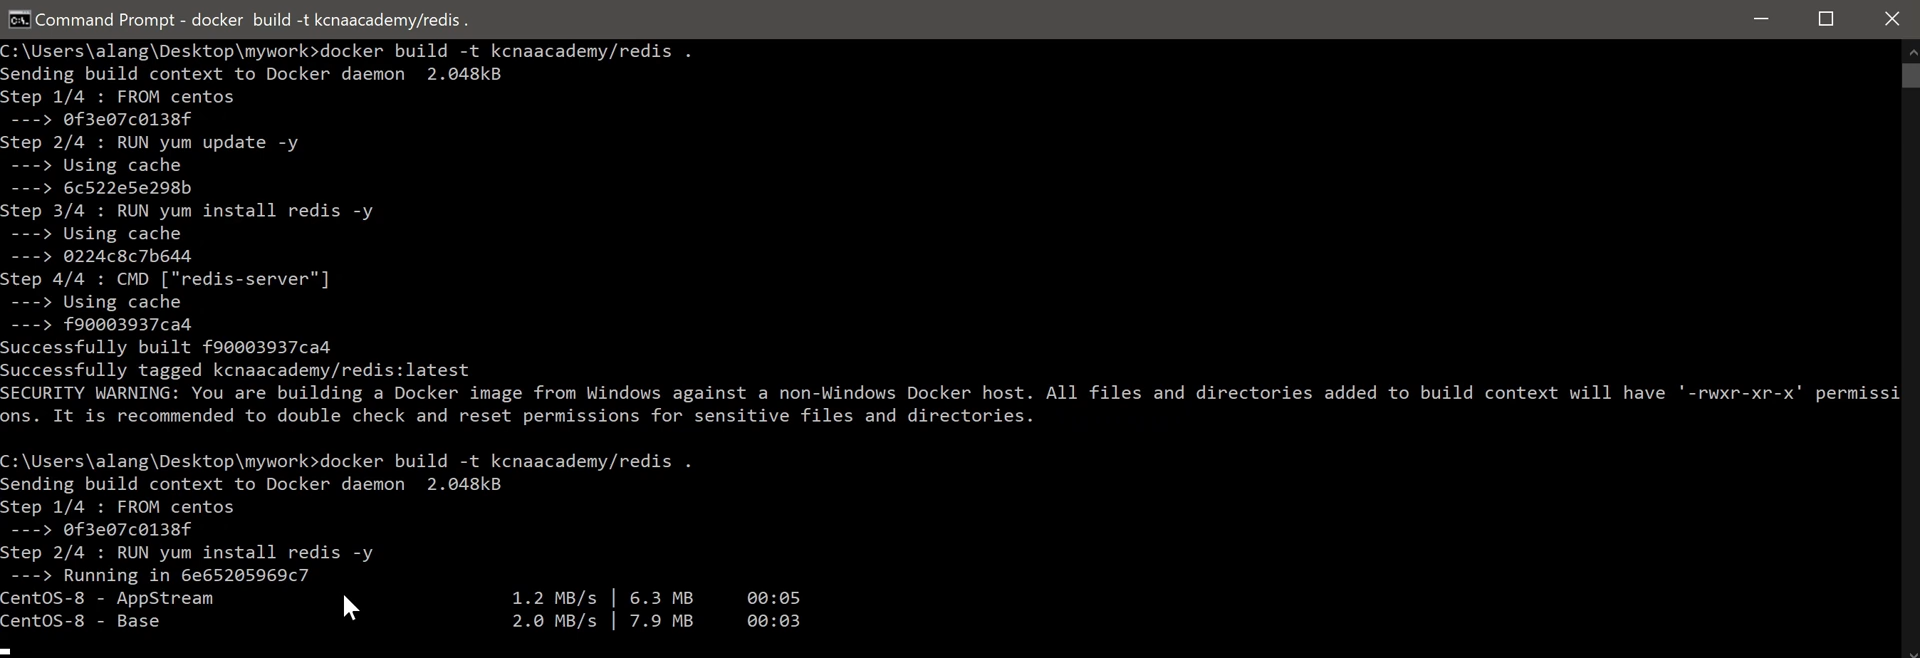 Command Prompt - docker  build -t kcnaacademy/redis .
C:\Users\alang\Desktop\mywork>docker build -t kcnaacademy/redis .
Sending build context to Docker daemon  2.048kB
Step 1/4 : FROM centos
 ---> 0f3e07c0138f
Step 2/4 : RUN yum update -y
 ---> Using cache
 ---> 6c522e5e298b
Step 3/4 : RUN yum install redis -y
 ---> Using cache
 ---> 0224c8c7b644
Step 4/4 : CMD ["redis-server"]
 ---> Using cache
 ---> f90003937ca4
Successfully built f90003937ca4
Successfully tagged kcnaacademy/redis:latest
SECURITY WARNING: You are building a Docker image from Windows against a non-Windows Docker host. All files and directories added to build context will have '-rwxr-xr-x' permissi
ons. It is recommended to double check and reset permissions for sensitive files and directories.
C:\Users\alang\Desktop\mywork>docker build -t kcnaacademy/redis .
Sending build context to Docker daemon  2.048kB
Step 1/4 : FROM centos
 ---> 0f3e07c0138f
Step 2/4 : RUN yum install redis -y
 ---> Running in 6e65205969c7
CentOS-8 - AppStream                            1.2 MB/s | 6.3 MB     00:05
CentOS-8 - Base                                 2.0 MB/s | 7.9 MB     00:03